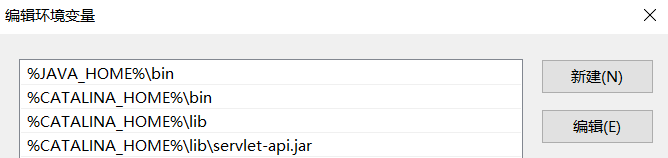 编辑环境变量
%JAVA_HOME%\bin
新建(N)
%CATALINA_HOME%\bin
%CATALINA_HOME%\lib
编辑(E)
%CATALINA_HOME%\lib\servlet-api.jar